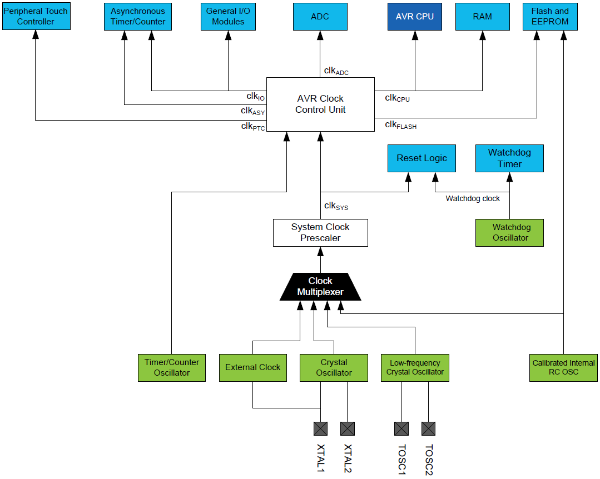 Peripheral Touch
Controller
Asynchronous
Timer/Counter
General I/O
Modules
ADC
AVR CPU
RAM
Flash and
EEPROM
clkADC
clkIO
clkASY
clkPTC
AVR Clock
Control Unit
clkCPU
clkFLASH
Reset Logic
Watchdog
Timer
Watchdog clock
clkSYS
System Clock
Prescaler
Watchdog
Oscillator
Clock
Multiplexer
Timer/Counter
Oscillator
External Clock
Crystal
Oscillator
Low-frequency
Crystal Oscillator
Calibrated Internal
RC OSC
XTAL1
XTAL2
TOSC1
TOSC2